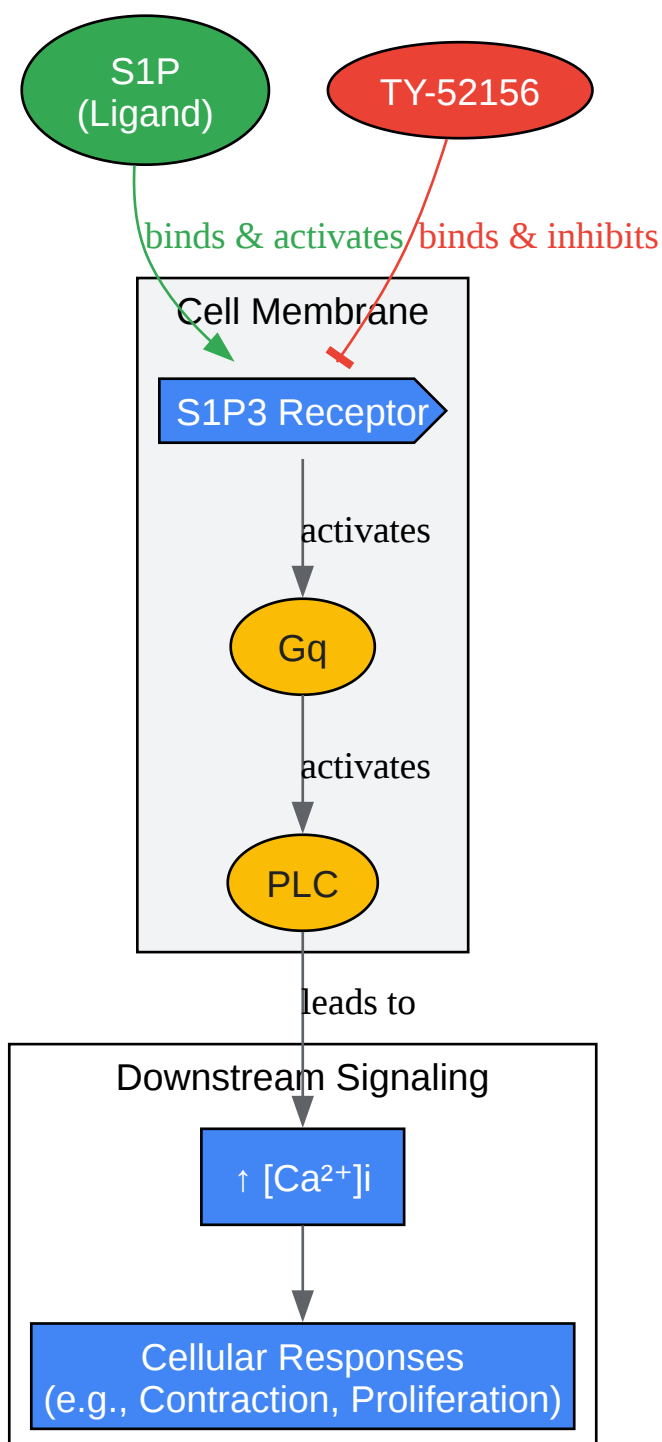 S1P
(Ligand)
TY-52156
binds & activates
binds & inhibits
Cell Membrane
S1P3 Receptor
activates
Gq
activates
PLC
leads to
Downstream Signaling
↑ [Ca²⁺]i
Cellular Responses
(e.g., Contraction, Proliferation)